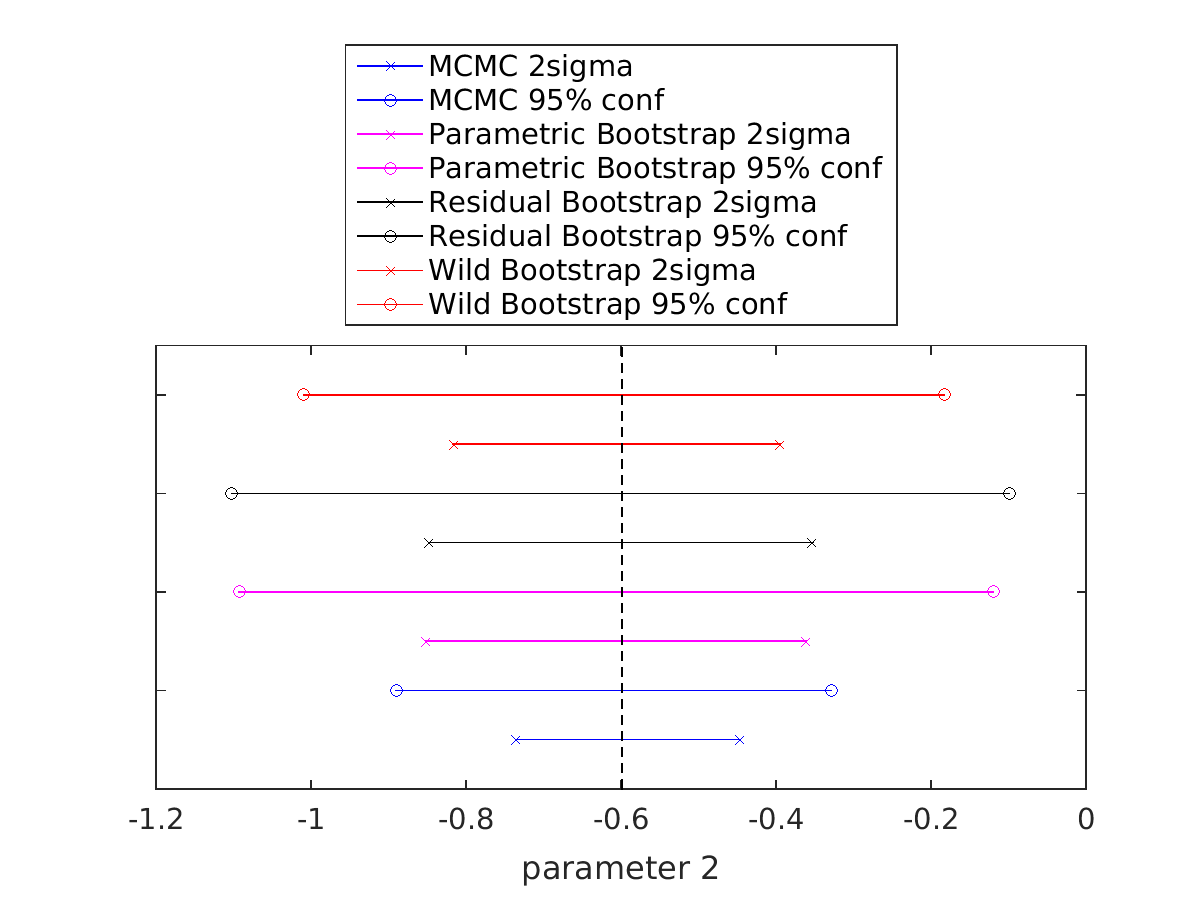 MCMC 2sigma
MCMC 95% conf
Parametric Bootstrap 2sigma
Parametric Bootstrap 95% conf
Residual Bootstrap 2sigma
Residual Bootstrap 95% conf
Wild Bootstrap 2sigma
Wild Bootstrap 95% conf
-1.2 -1 -0.8 -0.6 -0.4 -0.2 0
parameter 2